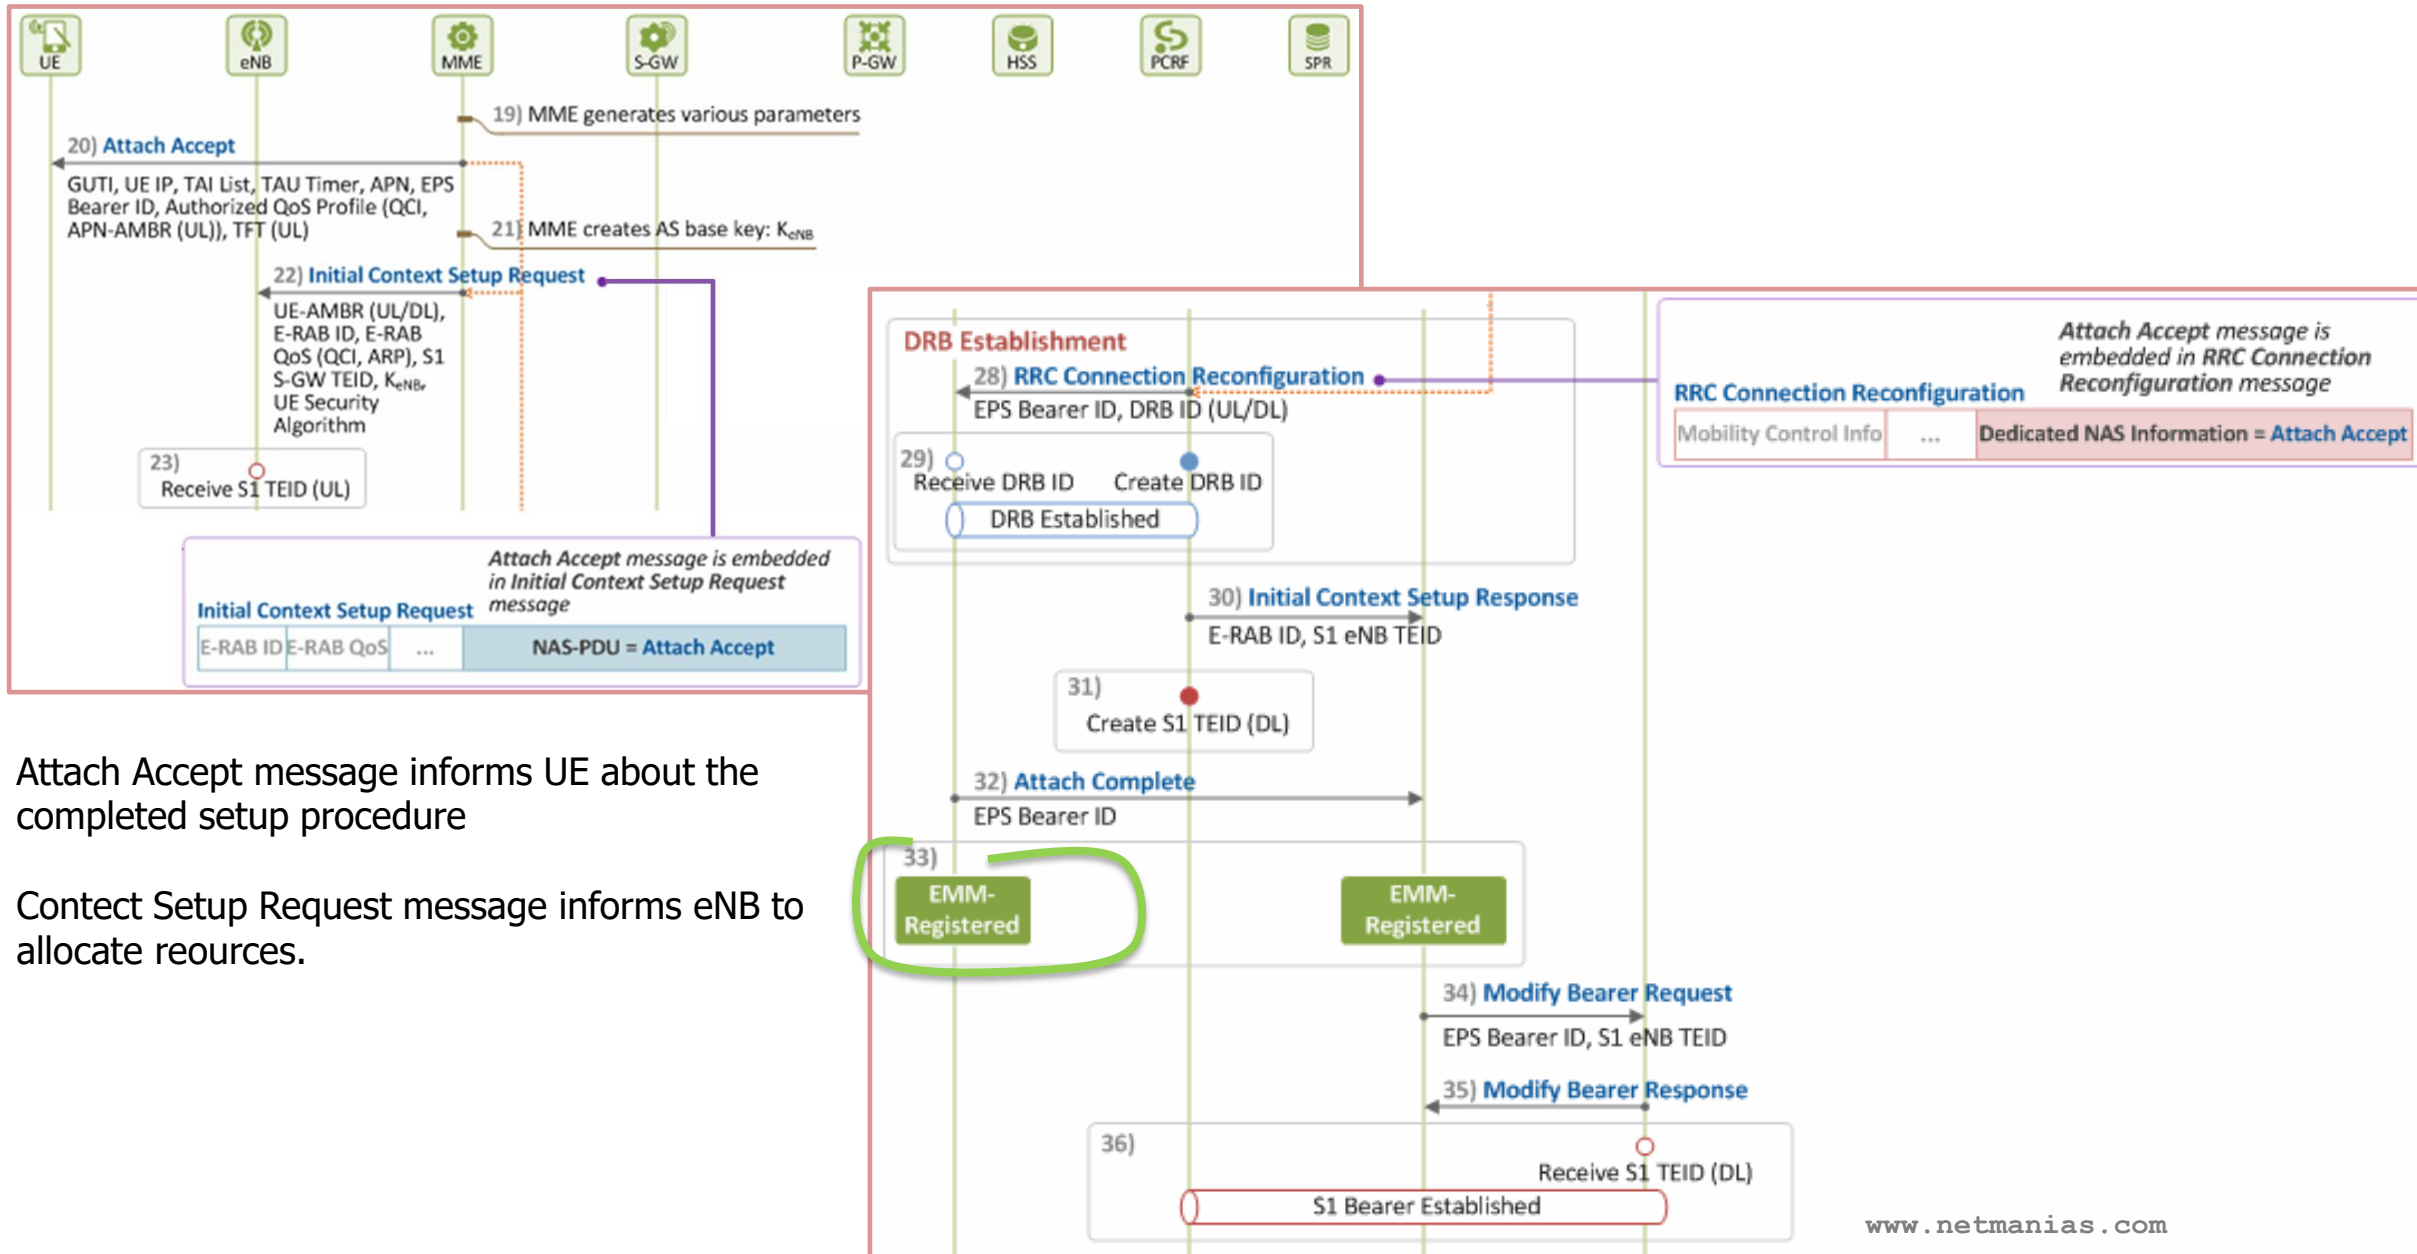 UE
eNB
MME
S-GW
P-GW
HSS
PCRF
SPR
19) MME generates various parameters
20) Attach Accept
GUTI, UE IP, TAI List, TAU Timer, APN, EPS
Bearer ID, Authorized QoS Profile (QCI,
APN-AMBR (UL)), TFT (UL)
21) MME creates AS base key: KeNB
22) Initial Context Setup Request
UE-AMBR (UL/DL),
E-RAB ID, E-RAB
QoS (QCI, ARP), S1
S-GW TEID, KeNB,
UE Security
Algorithm
23)
Receive S1 TEID (UL)
Attach Accept message is embedded
in Initial Context Setup Request
message
Initial Context Setup Request
E-RAB ID E-RAB QoS ... NAS-PDU = Attach Accept
DRB Establishment
28) RRC Connection Reconfiguration
EPS Bearer ID, DRB ID (UL/DL)
29)
Receive DRB ID Create DRB ID
DRB Established
Attach Accept message is
embedded in RRC Connection
Reconfiguration message
RRC Connection Reconfiguration
Mobility Control Info ... Dedicated NAS Information = Attach Accept
30) Initial Context Setup Response
E-RAB ID, S1 eNB TEID
31)
Create S1 TEID (DL)
32) Attach Complete
EPS Bearer ID
33)
EMM-
Registered
EMM-
Registered
34) Modify Bearer Request
EPS Bearer ID, S1 eNB TEID
35) Modify Bearer Response
36)
Receive S1 TEID (DL)
S1 Bearer Established
Attach Accept message informs UE about the
completed setup procedure
Contect Setup Request message informs eNB to
allocate reources.
www.netmanias.com